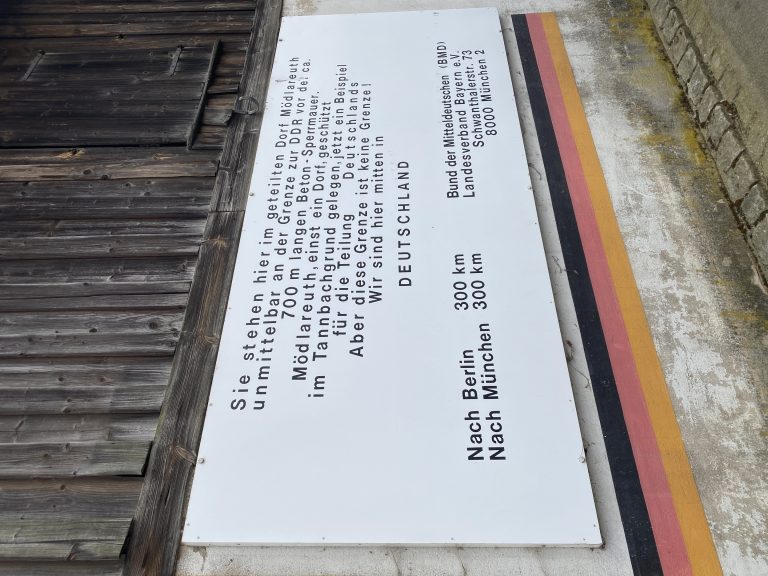 Sie stehen hier im geteilten Dorf Mödlareuth
unmittelbar an der Grenze zur DDR vor der ca.
700 m langen Beton-Sperrmauer.
Mödlareuth, einst ein Dorf, geschützt
im Tannbachgrund gelegen, jetzt ein Beispiel
für die Teilung Deutschlands
Aber diese Grenze ist keine Grenze!
Wir sind hier mitten in
DEUTSCHLAND
Nach Berlin 300 km
Nach München 300 km
Bund der Mitteldeutschen (BMD)
Landesverband Bayern e.V.
Schwanthalerstr. 73
8000 München 2